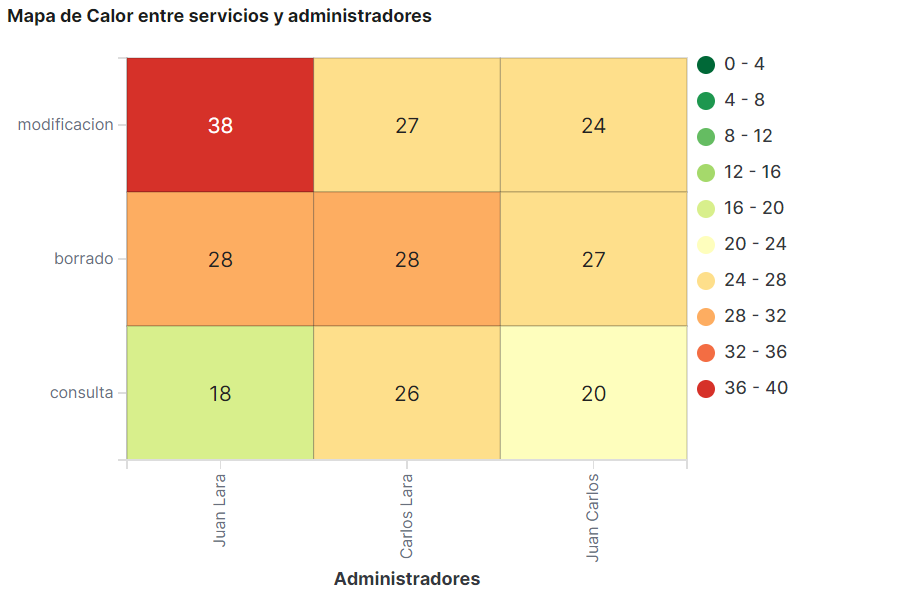 Mapa de Calor entre servicios y administradores
modificacion
38
27
24
borrado
28
28
27
consulta
18
26
20
Juan Lara
Carlos Lara
Juan Carlos
Administradores
0 - 4
4 - 8
8 - 12
12 - 16
16 - 20
20 - 24
24 - 28
28 - 32
32 - 36
36 - 40